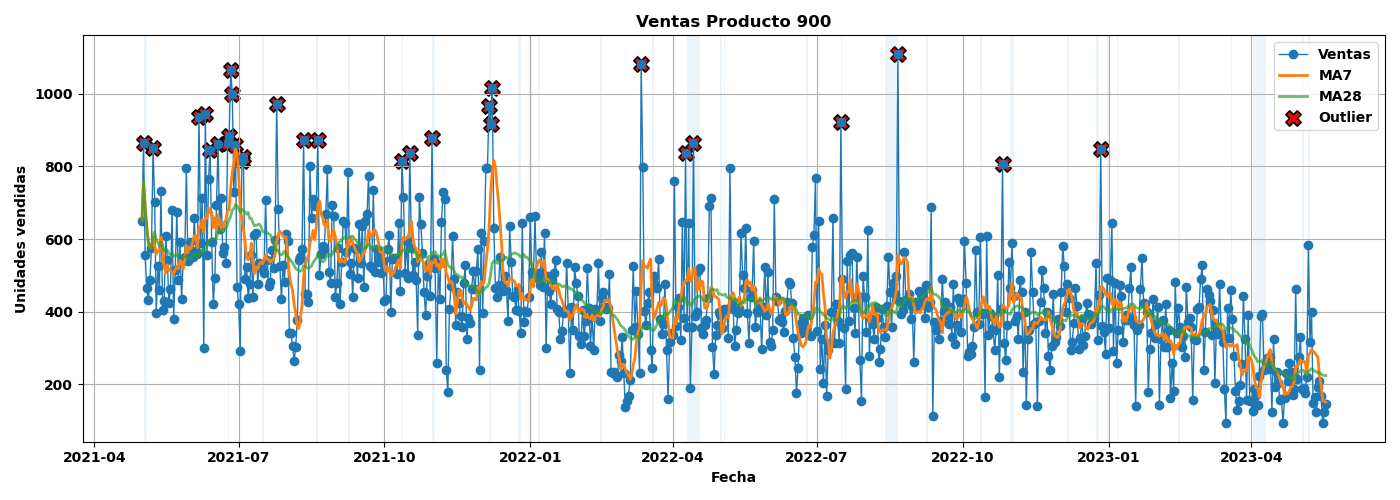 Ventas Producto 900
Unidades vendidas
1000
800
600
400
200
2021-04
2021-07
2021-10
2022-01
2022-04
2022-07
2022-10
2023-01
2023-04
Fecha
Ventas
MA7
MA28
Outlier